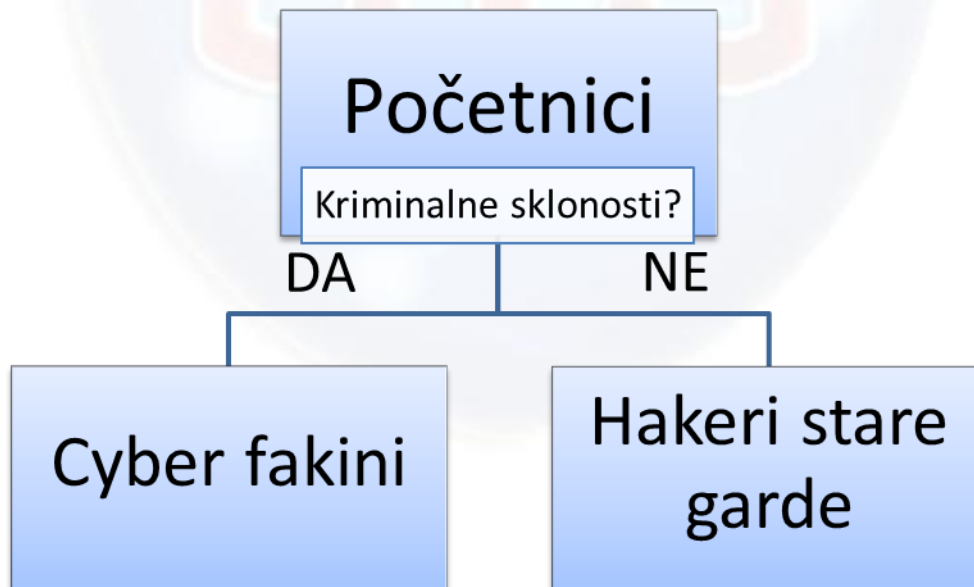 Početnici
Kriminalne sklonosti?
DA
NE
Cyber fakini
Hakeri stare
garde